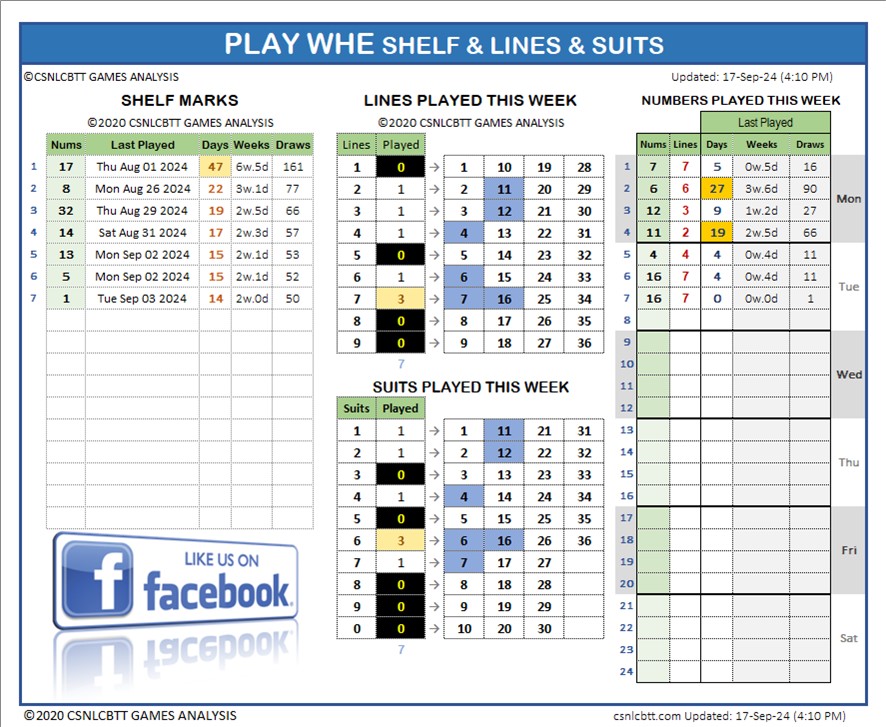 PLAY WHE SHELF & LINES & SUITS
©CSNLCBTT GAMES ANALYSIS
Updated: 17-Sep-24 (4:10 PM)
SHELF MARKS
©2020 CSNLCBTT GAMES ANALYSIS
Nums Last Played Days Weeks Draws
1 17 Thu Aug 01 2024 47 6w.5d 161
2 8 Mon Aug 26 2024 22 3w.1d 77
3 32 Thu Aug 29 2024 19 2w.5d 66
4 14 Sat Aug 31 2024 17 2w.3d 57
5 13 Mon Sep 02 2024 15 2w.1d 53
6 5 Mon Sep 02 2024 15 2w.1d 52
7 1 Tue Sep 03 2024 14 2w.0d 50
LIKE US ON
f facebook.
LINES PLAYED THIS WEEK
©2020 CSNLCBTT GAMES ANALYSIS
Lines Played
1 0 → 1 10 19 28
2 1 → 2 11 20 29
3 1 → 3 12 21 30
4 1 → 4 13 22 31
5 0 → 5 14 23 32
6 1 → 6 15 24 33
7 3 → 7 16 25 34
8 0 → 8 17 26 35
9 0 → 9 18 27 36
7
SUITS PLAYED THIS WEEK
Suits Played
1 1 → 1 11 21 31
2 1 → 2 12 22 32
3 0 → 3 13 23 33
4 1 → 4 14 24 34
5 0 → 5 15 25 35
6 3 → 6 16 26 36
7 1 → 7 17 27
8 0 → 8 18 28
9 0 → 9 19 29
0 0 → 10 20 30
7
NUMBERS PLAYED THIS WEEK
Last Played
Nums Lines Days Weeks Draws
1 7 7 5 0w.5d 16
2 6 6 27 3w.6d 90
Mon
3 12 3 9 1w.2d 27
4 11 2 19 2w.5d 66
5 4 4 4 0w.4d 11
6 16 7 4 0w.4d 11
Tue
7 16 7 0 0w.0d 1
8
9
10
Wed
11
12
13
14
Thu
15
16
17
18
Fri
19
20
21
22
Sat
23
24
©2020 CSNLCBTT GAMES ANALYSIS
csnlcbtt.com Updated: 17-Sep-24 (4:10 PM)